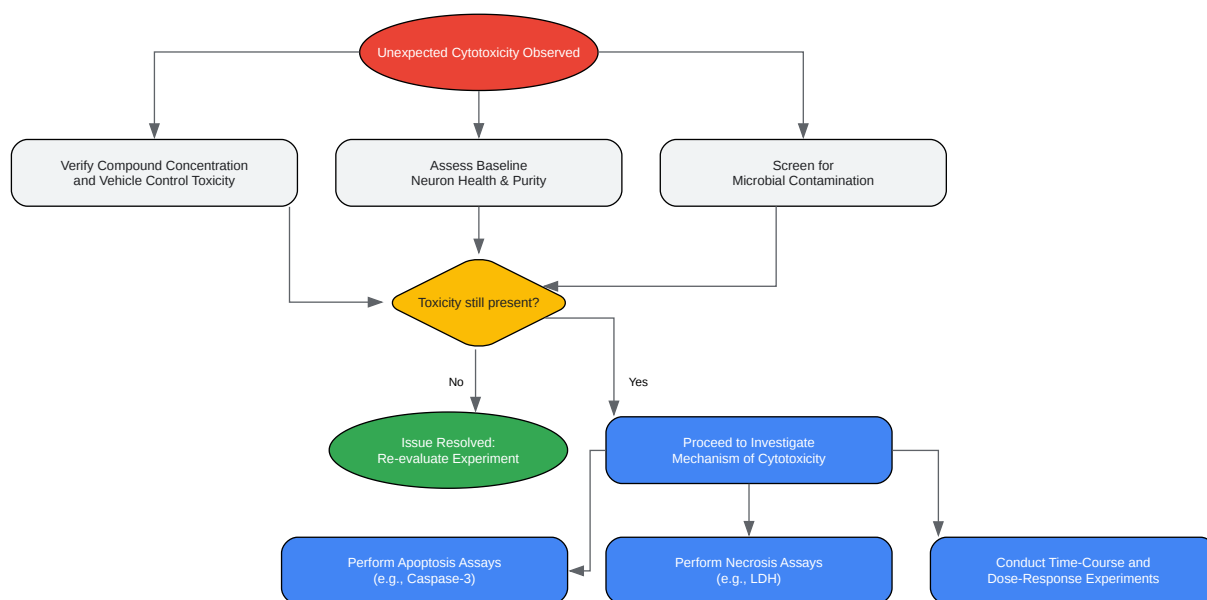 Unexpected Cytotoxicity Observed
Verify Compound Concentration
and Vehicle Control Toxicity
Assess Baseline
Neuron Health & Purity
Screen for
Microbial Contamination
Toxicity still present?
No
Yes
Issue Resolved:
Re-evaluate Experiment
Proceed to Investigate
Mechanism of Cytotoxicity
Perform Apoptosis Assays
(e.g., Caspase-3)
Perform Necrosis Assays
(e.g., LDH)
Conduct Time-Course and
Dose-Response Experiments